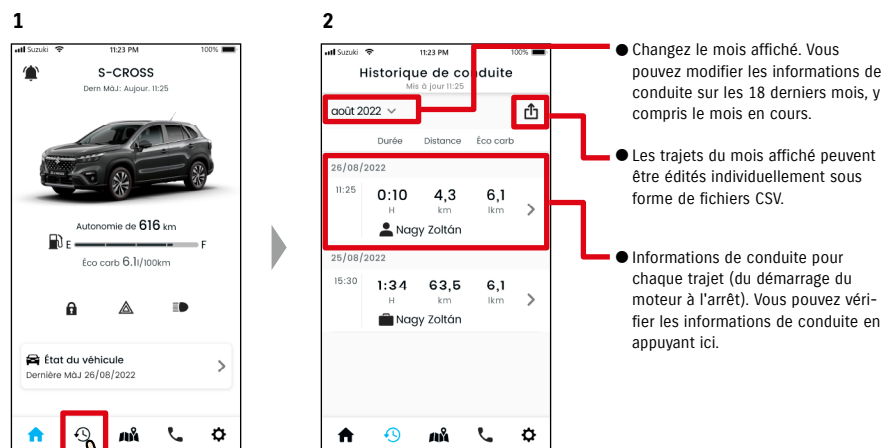 1
Suzuki 11:23 PM 100%
S-CROSS
Dern MàJ: Aujour. 11:25
Autonomie de 616 km
E F
Éco carb 6.1l/100km
État du véhicule
Dernière MàJ 26/08/2022
2
Suzuki 11:23 PM 100%
Historique de conduite
Mis à jour 11:25
août 2022
Durée Distance Éco carb
26/08/2022
11:25 0:10 4,3 6,1
H km lkm
Nagy Zoltán
25/08/2022
15:30 1:34 63,5 6,1
H km lkm
Nagy Zoltán
● Changez le mois affiché. Vous
pouvez modifier les informations de
conduite sur les 18 derniers mois, y
compris le mois en cours.
● Les trajets du mois affiché peuvent
être édités individuellement sous
forme de fichiers CSV.
● Informations de conduite pour
chaque trajet (du démarrage du
moteur à l'arrêt). Vous pouvez véri-
fier les informations de conduite en
appuyant ici.